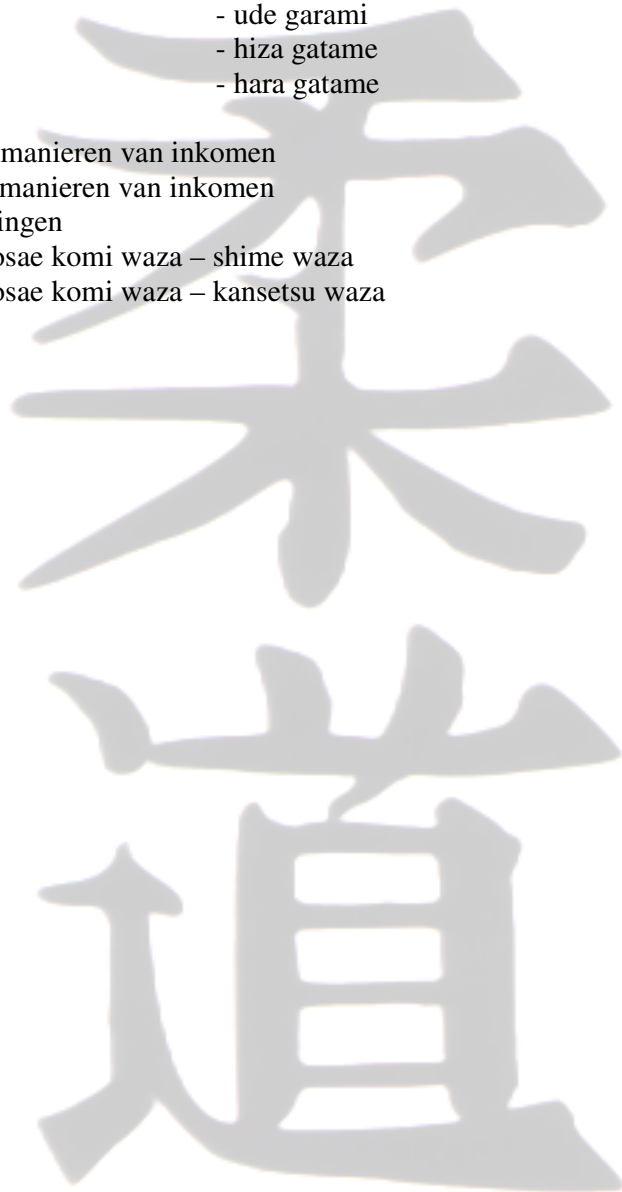 - ude garami
- hiza gatame
- hara gatame
manieren van inkomen
manieren van inkomen
ingen
osae komi waza – shime waza
osae komi waza – kansetsu waza
柔
道